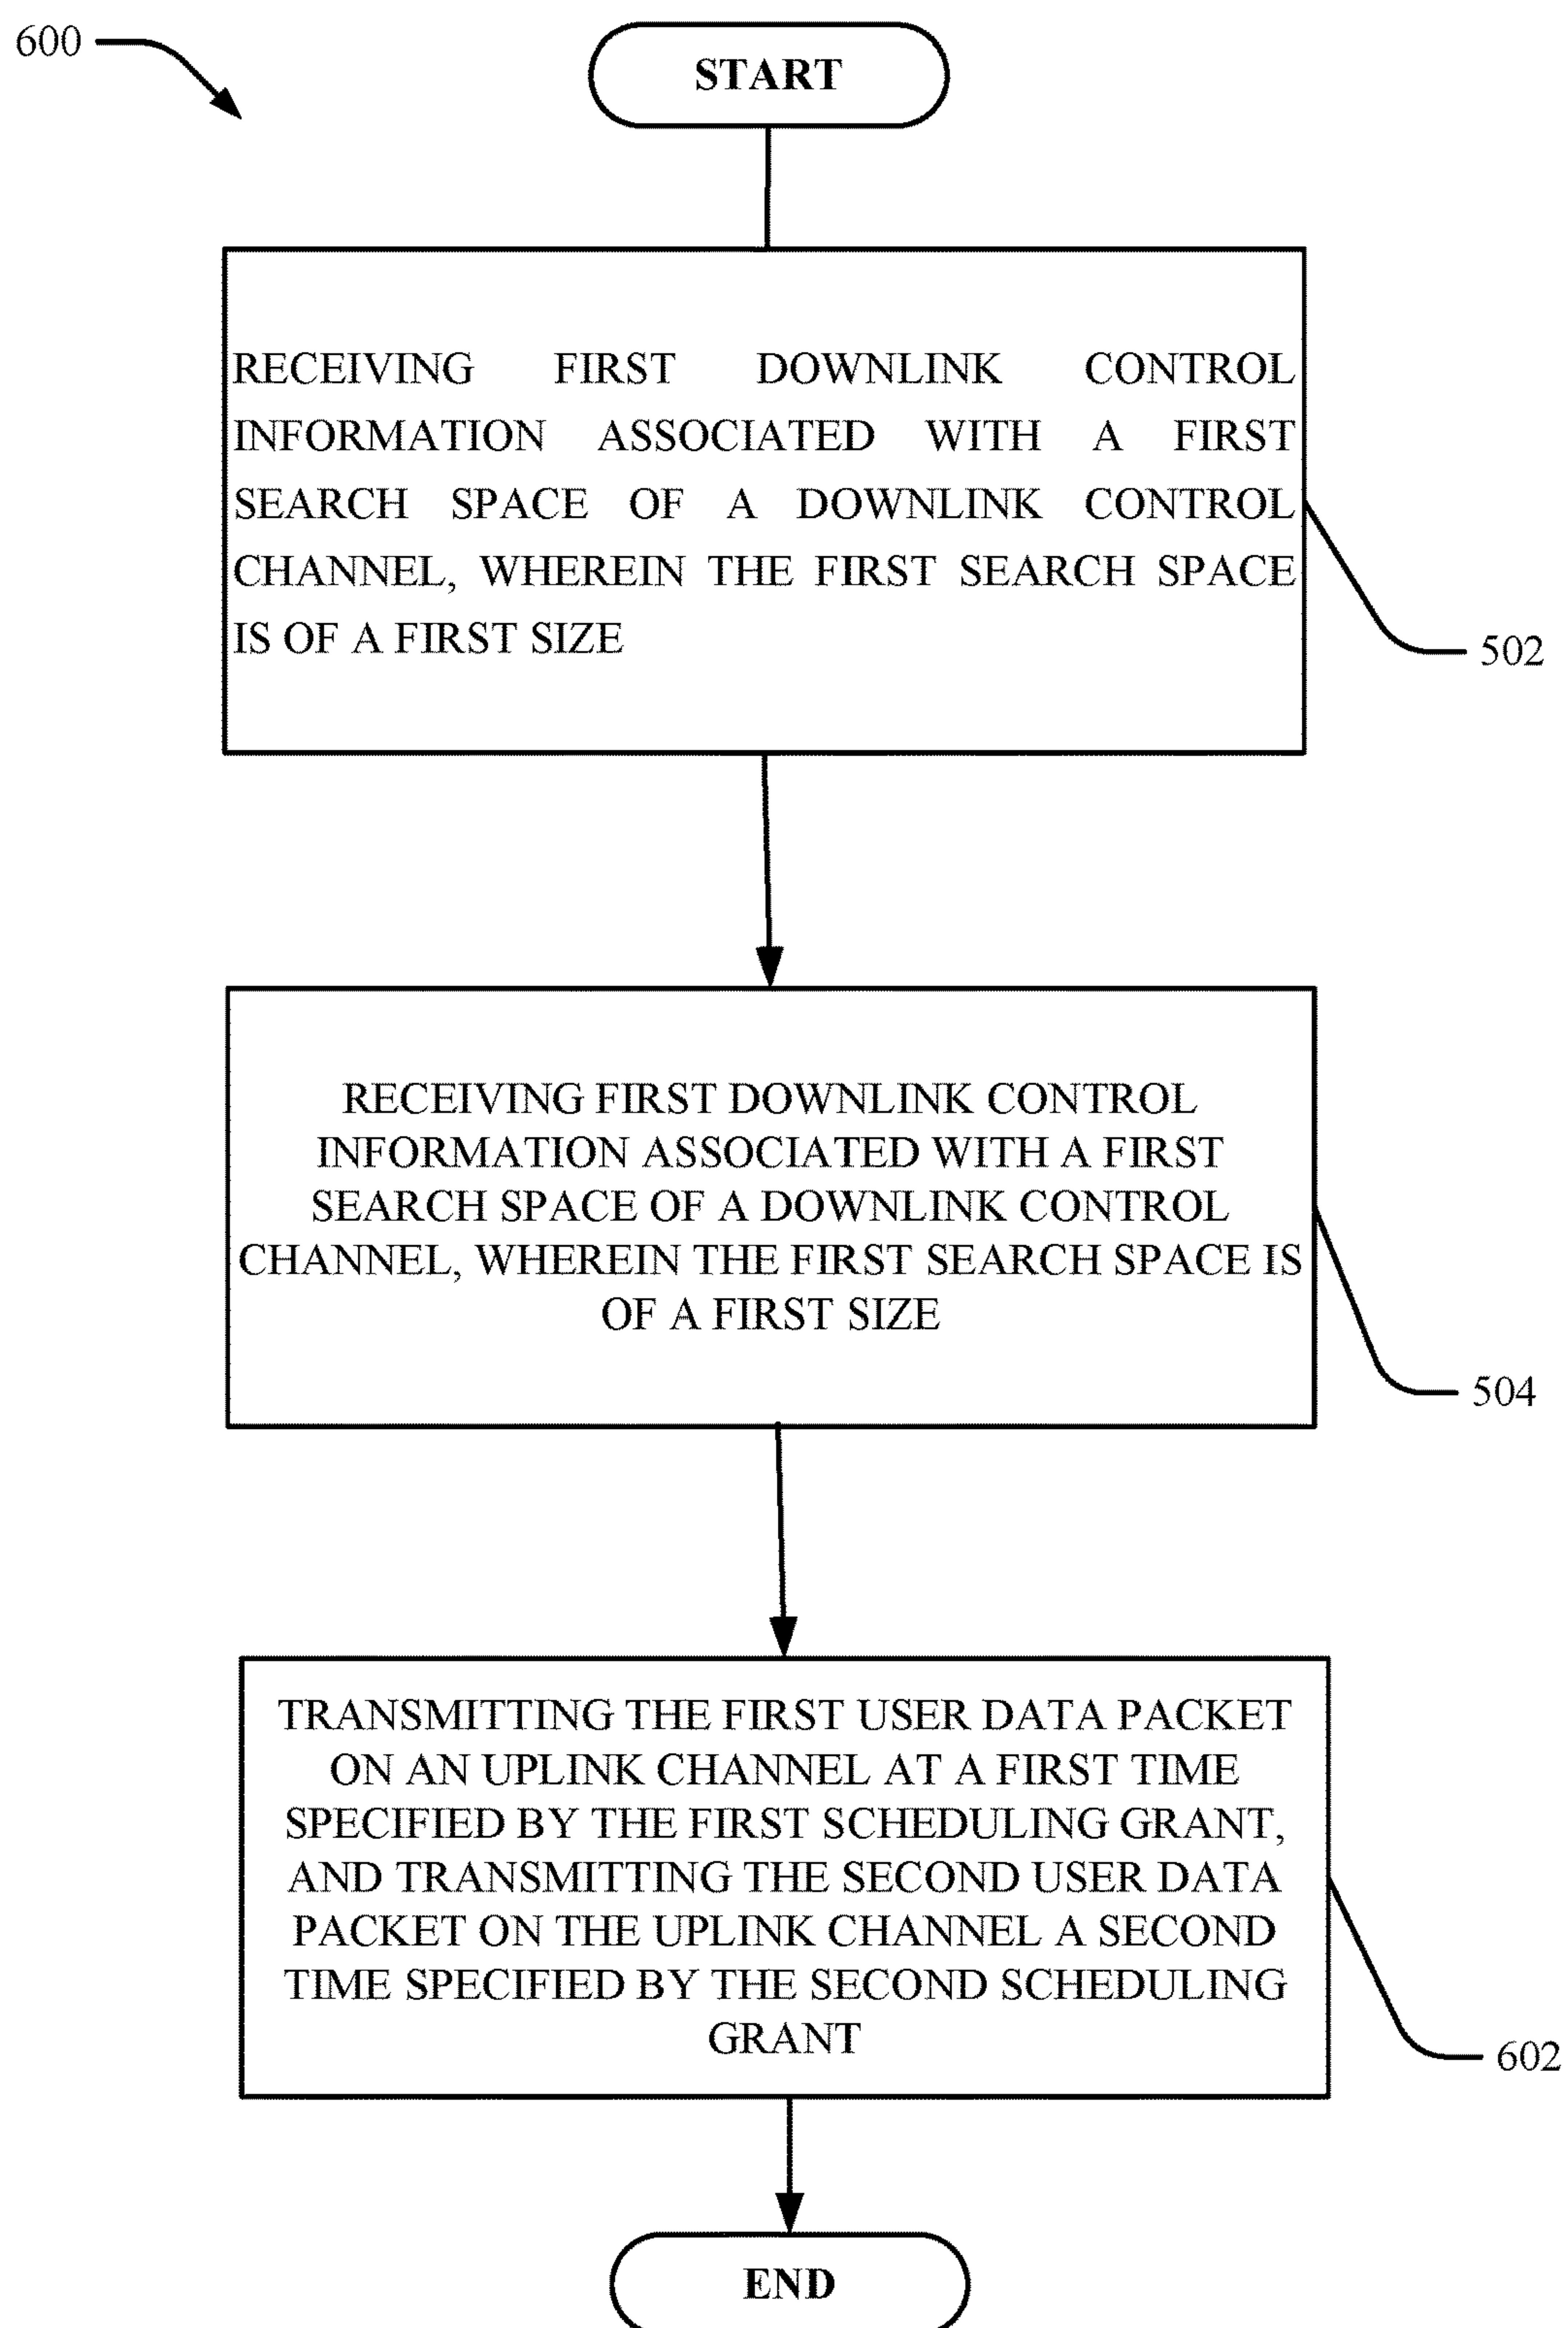 600
START
RECEIVING FIRST DOWNLINK CONTROL
INFORMATION ASSOCIATED WITH A FIRST
SEARCH SPACE OF A DOWNLINK CONTROL
CHANNEL, WHEREIN THE FIRST SEARCH SPACE
IS OF A FIRST SIZE
502
RECEIVING FIRST DOWNLINK CONTROL
INFORMATION ASSOCIATED WITH A FIRST
SEARCH SPACE OF A DOWNLINK CONTROL
CHANNEL, WHEREIN THE FIRST SEARCH SPACE IS
OF A FIRST SIZE
504
TRANSMITTING THE FIRST USER DATA PACKET
ON AN UPLINK CHANNEL AT A FIRST TIME
SPECIFIED BY THE FIRST SCHEDULING GRANT,
AND TRANSMITTING THE SECOND USER DATA
PACKET ON THE UPLINK CHANNEL A SECOND
TIME SPECIFIED BY THE SECOND SCHEDULING
GRANT
602
END